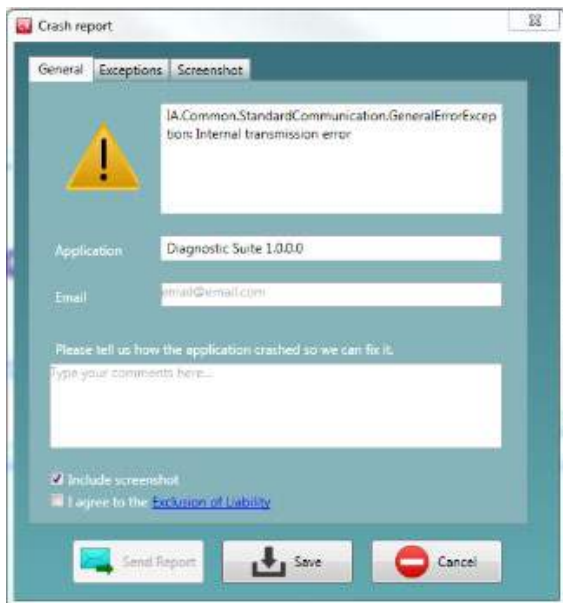 Crash report
General Exceptions Screenshot
IA.Common.StandardCommunication.GeneralErrorExcep
tion: Internal transmission error
Application Diagnostic Suite 1.0.0.0
Email email@email.com
Please tell us how the application crashed so we can fix it.
Type your comments here...
Include screenshot
I agree to the Exclusion of Liability
Send Report Save Cancel